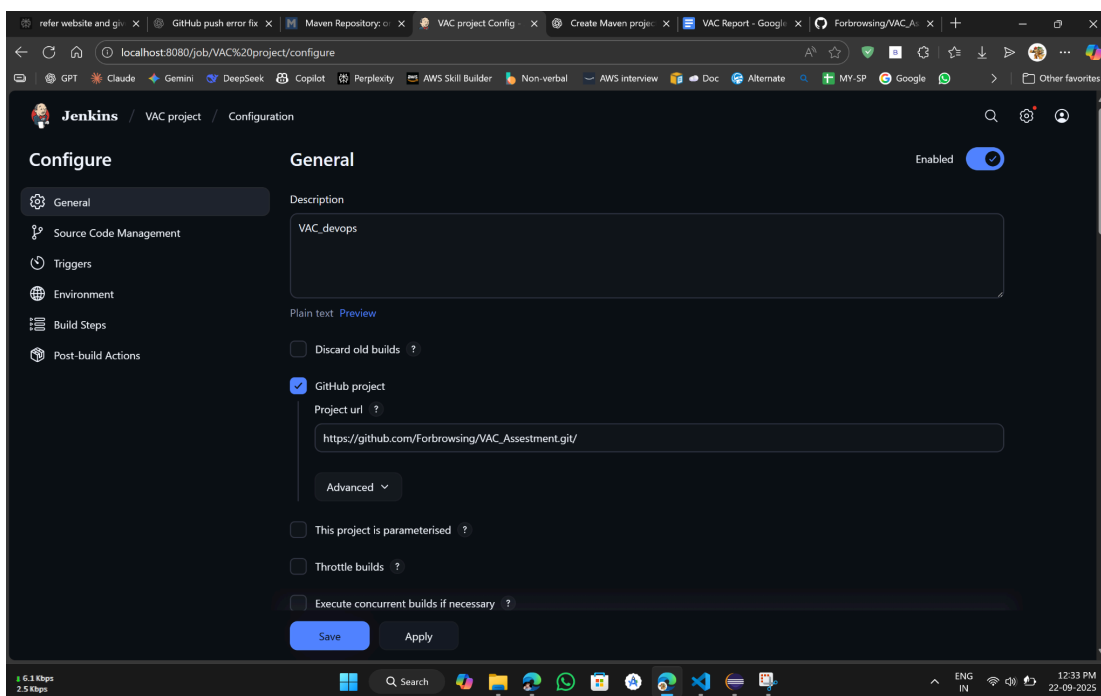 refer website and giv
GitHub push error fix
Maven Repository: or
VAC project Config -
Create Maven projec
VAC Report - Google
Forbrowsing/VAC_As
localhost:8080/job/VAC%20project/configure
GPT
Claude
Gemini
DeepSeek
Copilot
Perplexity
AWS Skill Builder
Non-verbal
AWS interview
Doc
Alternate
MY-SP
Google
Other favorites
Jenkins / VAC project / Configuration
Configure
General
Source Code Management
Triggers
Environment
Build Steps
Post-build Actions
General
Enabled
Description
VAC_devops
Plain text Preview
Discard old builds ?
GitHub project
Project url ?
https://github.com/Forbrowsing/VAC_Assestment.git/
Advanced
This project is parameterised ?
Throttle builds ?
Execute concurrent builds if necessary ?
Save
Apply
6.1 Kbps
2.5 Kbps
Search
ENG
IN
12:33 PM
22-09-2025